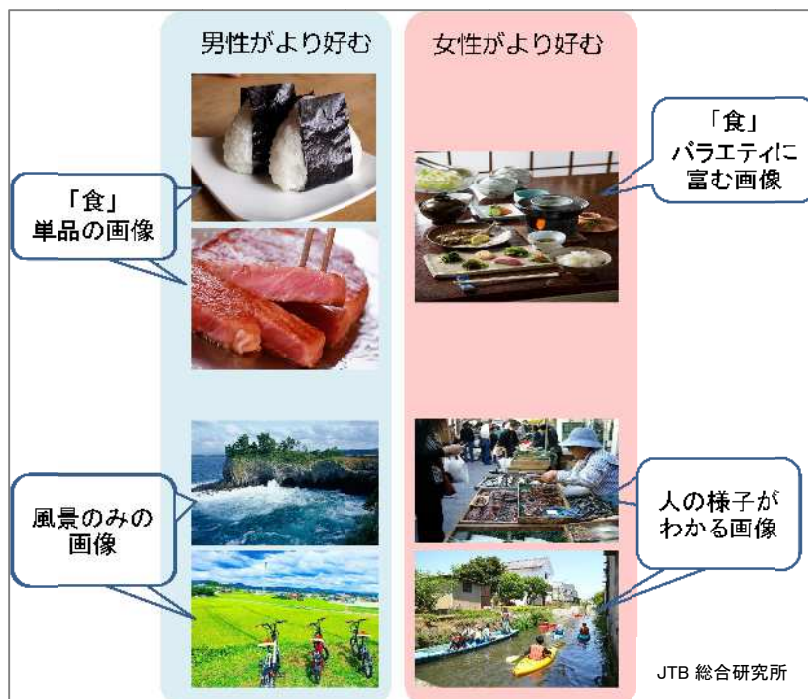 男性がより好む
女性がより好む
「食」
単品の画像
「食」
バラエティに
富む画像
風景のみの
画像
人の様子が
わかる画像
JTB 総合研究所